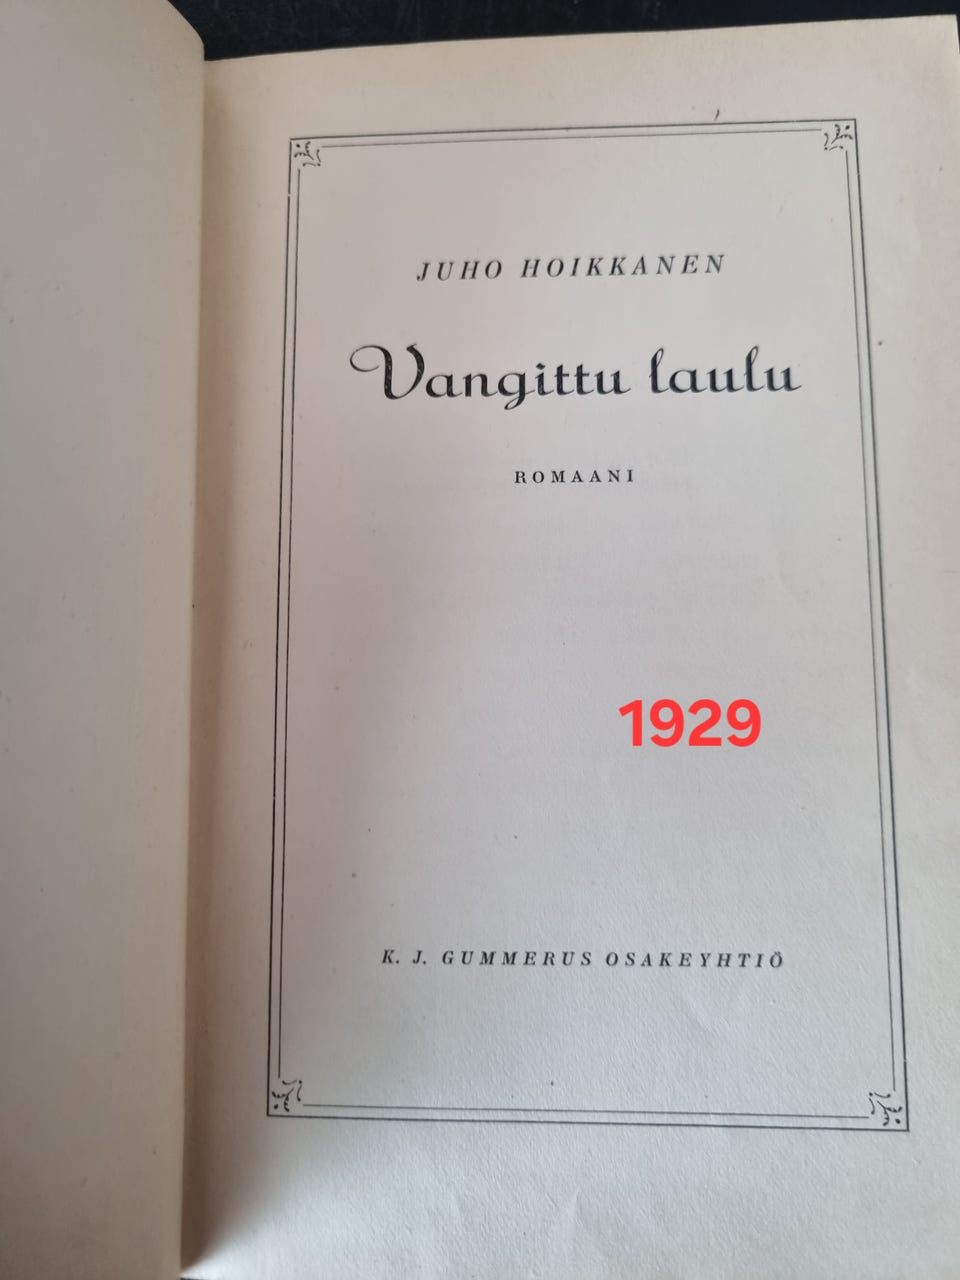 JUHO HOIKKANEN
Vangittu laulu
ROMAANI
1929
K. J. GUMMERUS OSAKEYHTIÖ